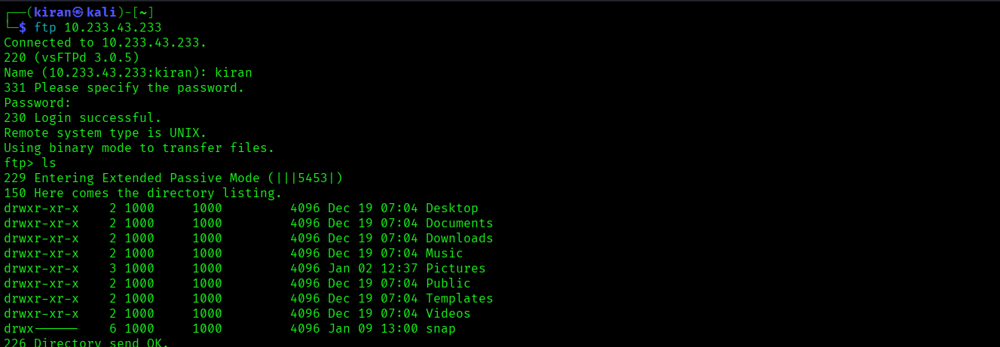 ┌──(kiran㉿kali)-[~]
└─$ ftp 10.233.43.233
Connected to 10.233.43.233.
220 (vsFTPd 3.0.5)
Name (10.233.43.233:kiran): kiran
331 Please specify the password.
Password:
230 Login successful.
Remote system type is UNIX.
Using binary mode to transfer files.
ftp> ls
229 Entering Extended Passive Mode (|||5453|)
150 Here comes the directory listing.
drwxr-xr-x    2 1000     1000         4096 Dec 19 07:04 Desktop
drwxr-xr-x    2 1000     1000         4096 Dec 19 07:04 Documents
drwxr-xr-x    2 1000     1000         4096 Dec 19 07:04 Downloads
drwxr-xr-x    2 1000     1000         4096 Dec 19 07:04 Music
drwxr-xr-x    3 1000     1000         4096 Jan 02 12:37 Pictures
drwxr-xr-x    2 1000     1000         4096 Dec 19 07:04 Public
drwxr-xr-x    2 1000     1000         4096 Dec 19 07:04 Templates
drwxr-xr-x    2 1000     1000         4096 Dec 19 07:04 Videos
drwx------    6 1000     1000         4096 Jan 09 13:00 snap
226 Directory send OK.